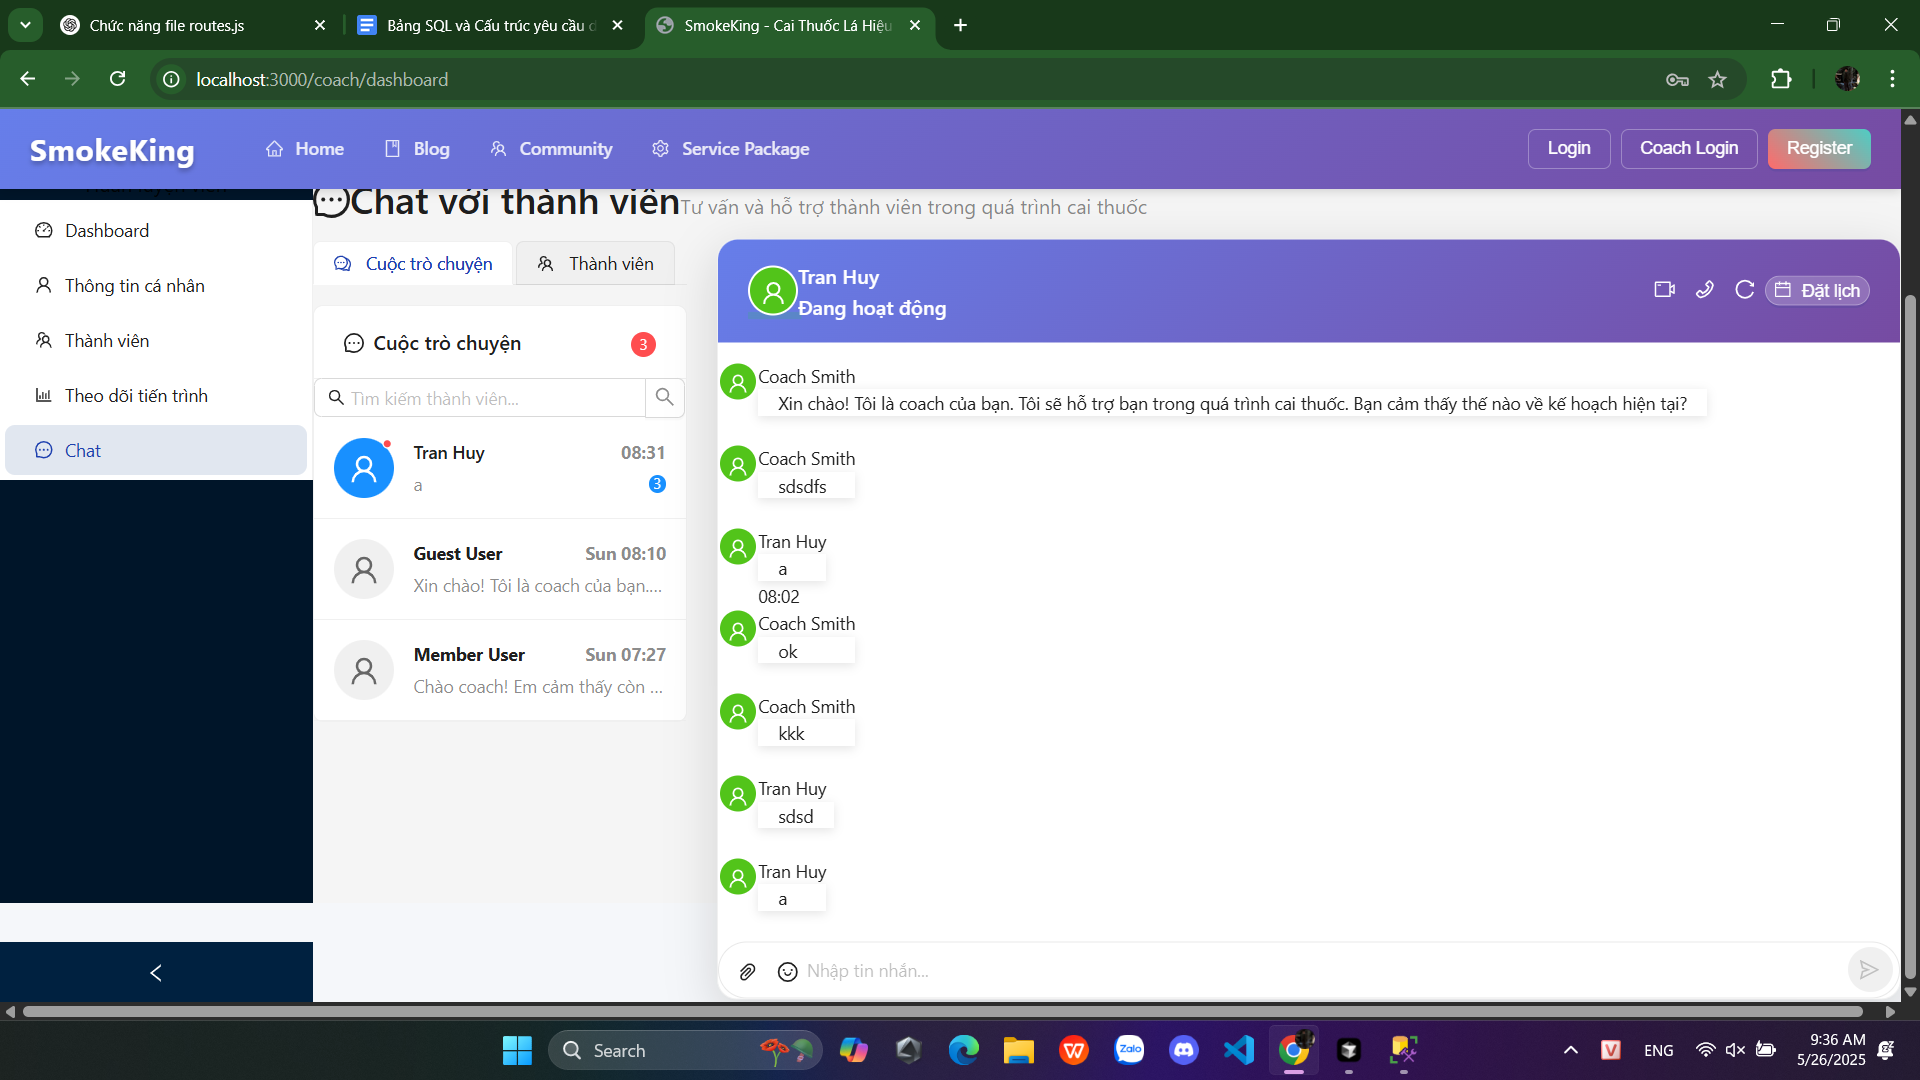 Chức năng file routes.js
Bảng SQL và Cấu trúc yêu cầu d
SmokeKing - Cai Thuốc Lá Hiệu
localhost:3000/coach/dashboard
SmokeKing
Home
Blog
Community
Service Package
Login
Coach Login
Register
Dashboard
Thông tin cá nhân
Thành viên
Theo dõi tiến trình
Chat
Chat với thành viên
Tư vấn và hỗ trợ thành viên trong quá trình cai thuốc
Cuộc trò chuyện
Thành viên
Cuộc trò chuyện
3
Tìm kiếm thành viên...
Tran Huy
08:31
a
3
Guest User
Sun 08:10
Xin chào! Tôi là coach của bạn....
Member User
Sun 07:27
Chào coach! Em cảm thấy còn ...
Tran Huy
Đang hoạt động
Đặt lịch
Coach Smith
Xin chào! Tôi là coach của bạn. Tôi sẽ hỗ trợ bạn trong quá trình cai thuốc. Bạn cảm thấy thế nào về kế hoạch hiện tại?
Coach Smith
sdsdfs
Tran Huy
a
08:02
Coach Smith
ok
Coach Smith
kkk
Tran Huy
sdsd
Tran Huy
a
Nhập tin nhắn...
Search
Zalo
ENG
9:36 AM
5/26/2025